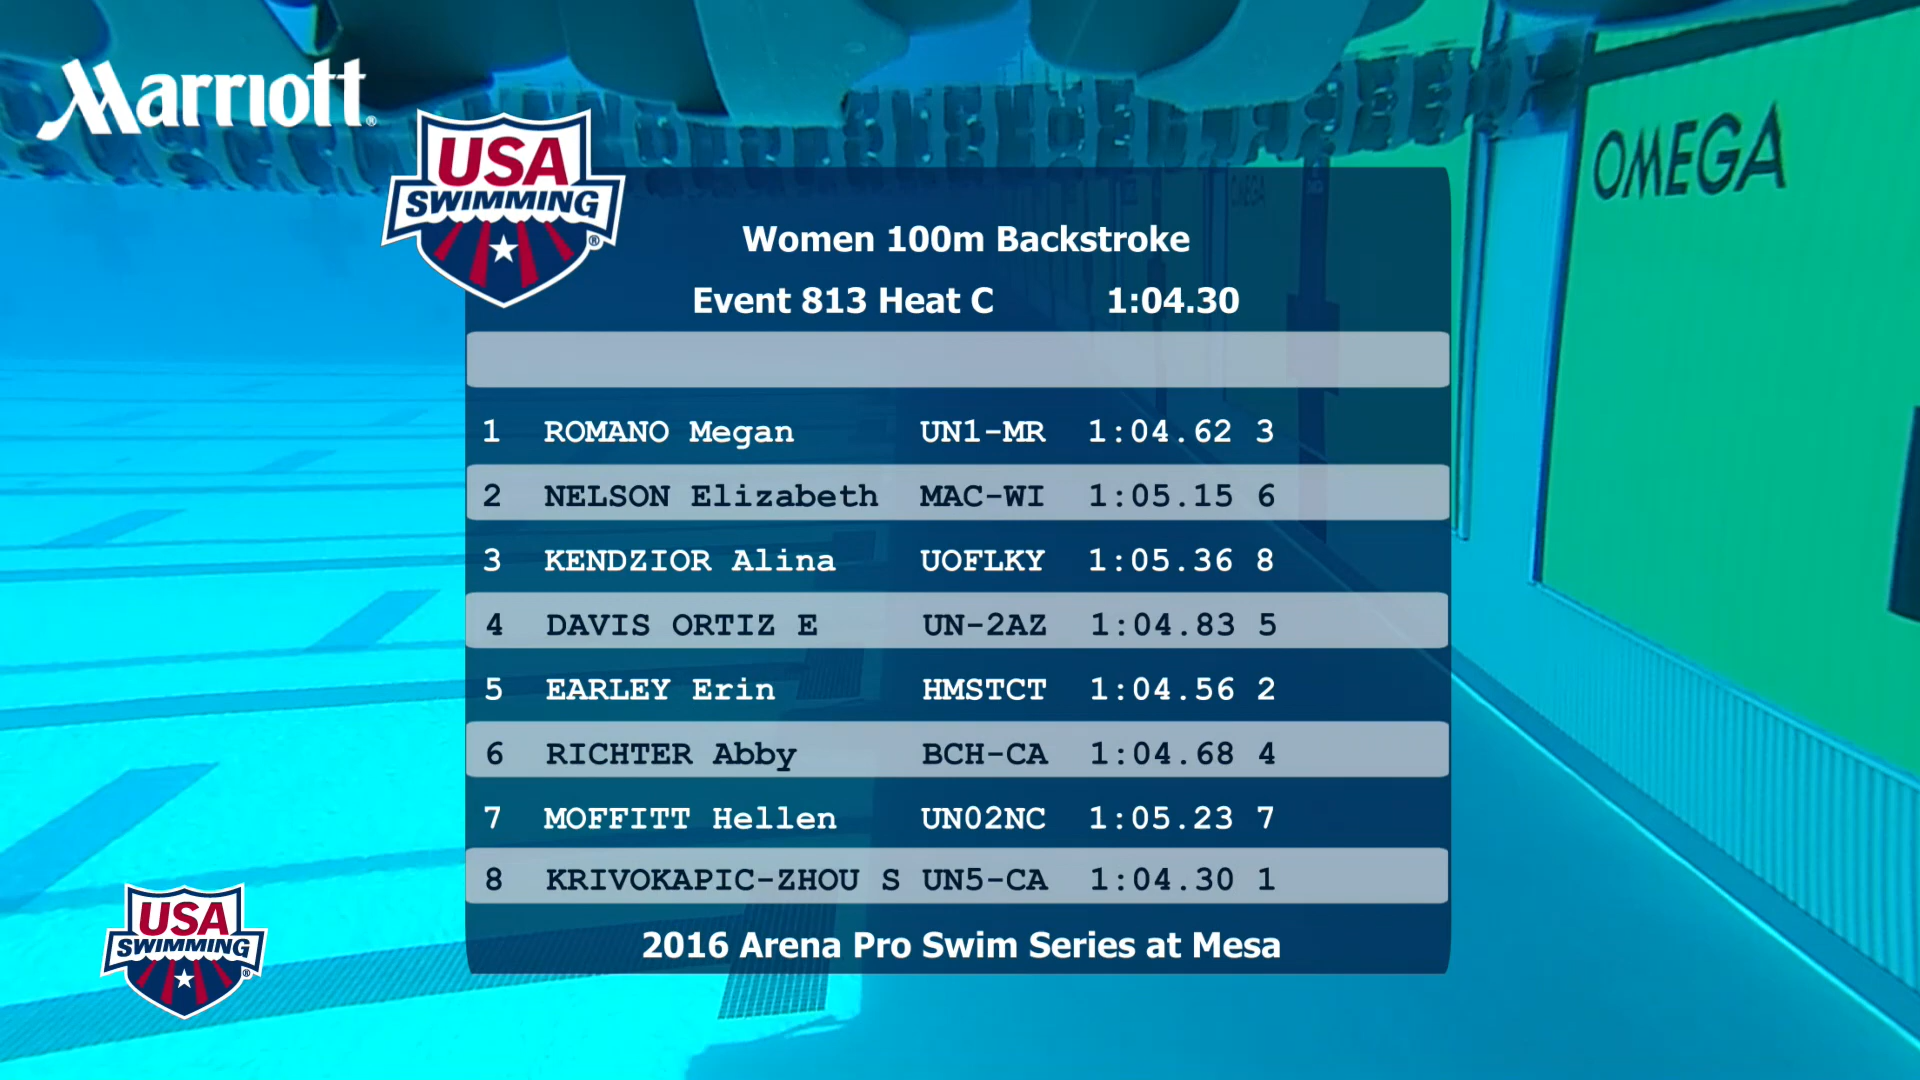 Marriott®
USA
SWIMMING®
OMEGA
Women 100m Backstroke
Event 813 Heat C 1:04.30
1 ROMANO Megan UN1-MR 1:04.62 3
2 NELSON Elizabeth MAC-WI 1:05.15 6
3 KENDZIOR Alina UOFLKY 1:05.36 8
4 DAVIS ORTIZ E UN-2AZ 1:04.83 5
5 EARLEY Erin HMSTCT 1:04.56 2
6 RICHTER Abby BCH-CA 1:04.68 4
7 MOFFITT Hellen UN02NC 1:05.23 7
8 KRIVOKAPIC-ZHOU S UN5-CA 1:04.30 1
2016 Arena Pro Swim Series at Mesa
USA
SWIMMING®